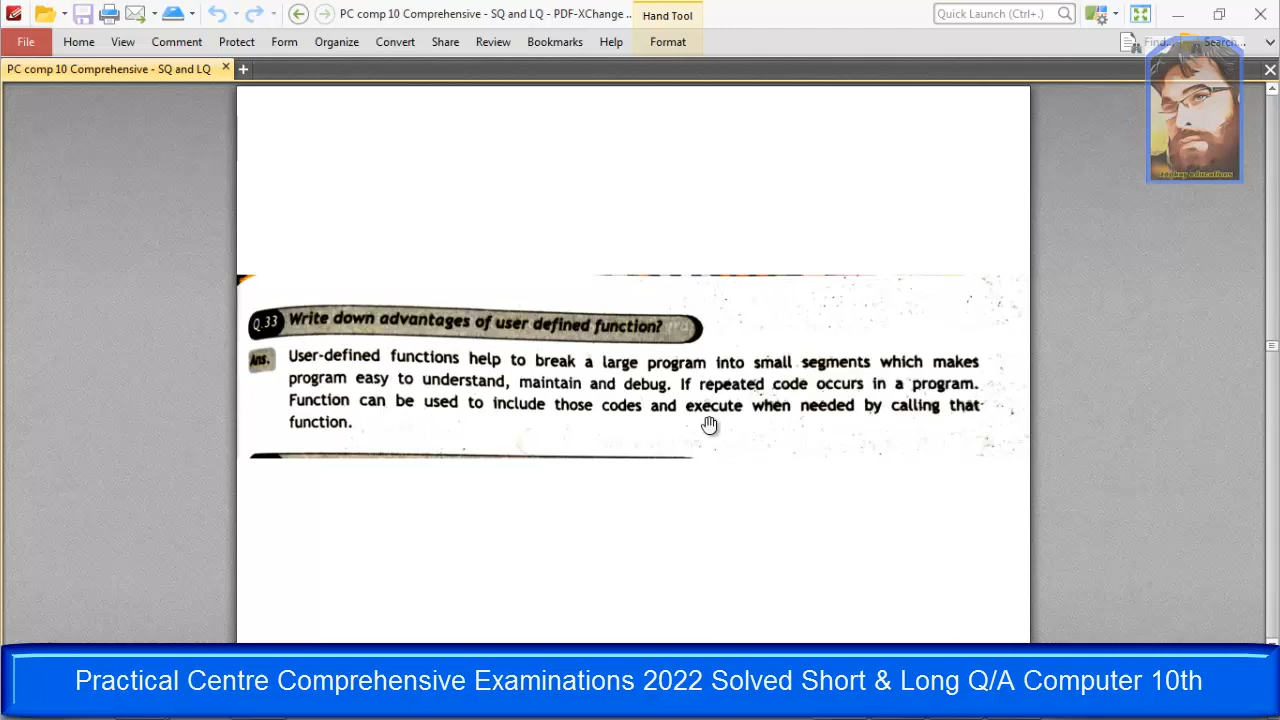 PC comp 10 Comprehensive - SQ and LQ - PDF-XChange ...
Hand Tool
Quick Launch (Ctrl+.)
File Home View Comment Protect Form Organize Convert Share Review Bookmarks Help Format Find... Search...
PC comp 10 Comprehensive - SQ and LQ
Q.33 Write down advantages of user defined function?
Ans. User-defined functions help to break a large program into small segments which makes
program easy to understand, maintain and debug. If repeated code occurs in a program.
Function can be used to include those codes and execute when needed by calling that
function.
Practical Centre Comprehensive Examinations 2022 Solved Short & Long Q/A Computer 10th